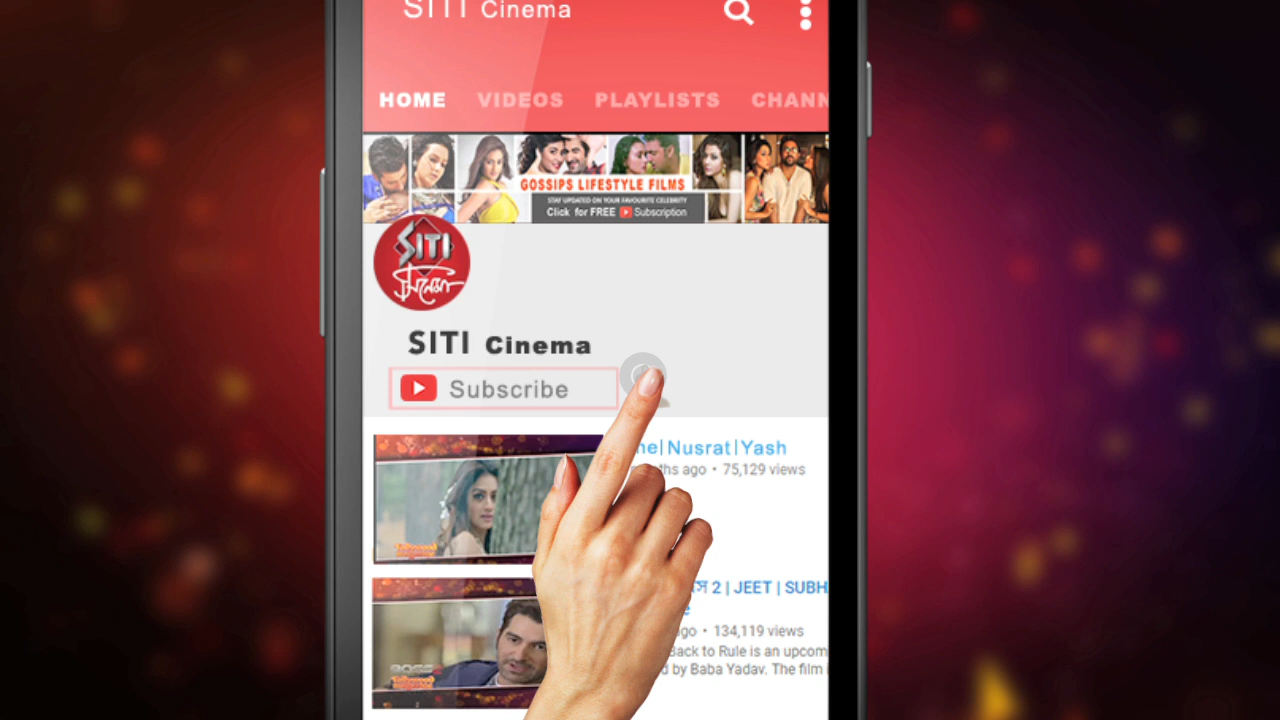 SITI Cinema
HOME VIDEOS PLAYLISTS CHANN
GOSSIPS LIFESTYLE FILMS
STAY UPDATED ON YOUR FAVOURITE CELEBRITY
Click for FREE Subscription
SITI
সিনেমা
SITI Cinema
Subscribe
ne|Nusrat|Yash
ths ago • 75,129 views
2 | JEET | SUBH
e
ago • 134,119 views
Back to Rule is an upcom
d by Baba Yadav. The film
BOSS 2